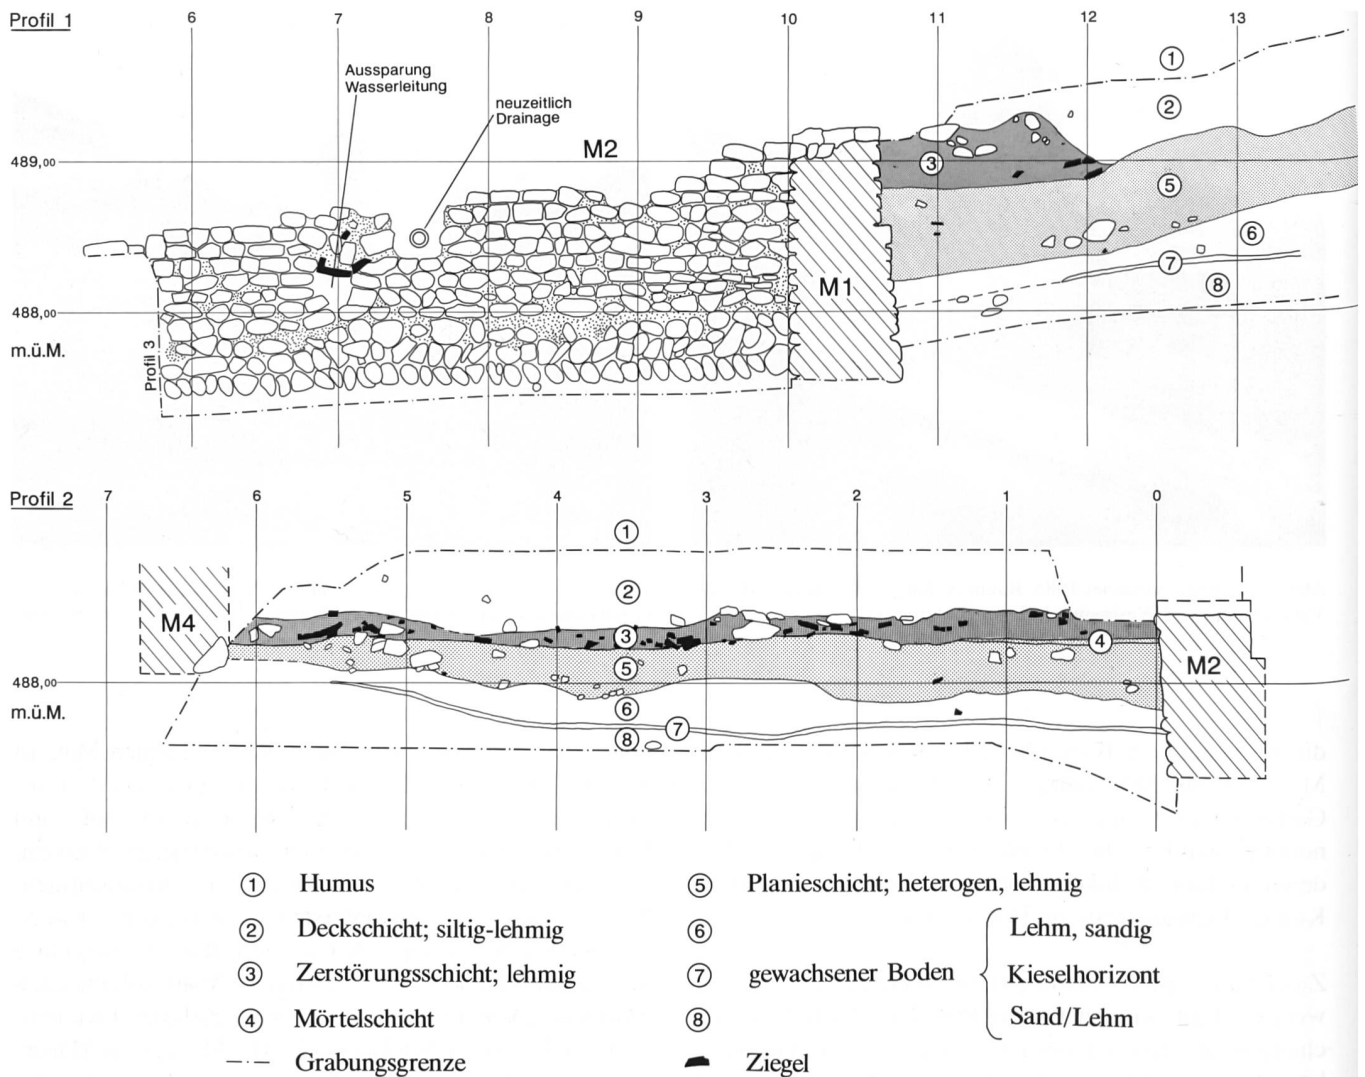 Profil 1
6 7 8 9 10 11 12 13
Aussparung
Wasserleitung
neuzeitlich
Drainage
M2
1
2
3
489,00
5
6
7
M1
8
488,00
m.ü.M.
Profil 3
Profil 2
7 6 5 4 3 2 1 0
1
2
M4
3
4
5
M2
488,00
6
m.ü.M.
7
8
1 Humus
2 Deckschicht; siltig-lehmig
3 Zerstörungsschicht; lehmig
4 Mörtelschicht
Grabungsgrenze
5 Planieschicht; heterogen, lehmig
6 Lehm, sandig
7 gewachsener Boden Kieselhorizont
8 Sand/Lehm
Ziegel